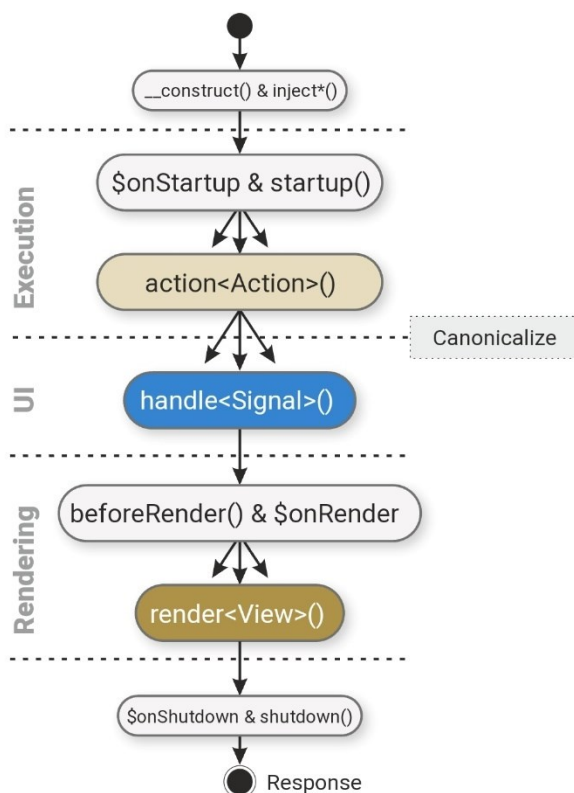 __construct() & inject*()
Execution
$onStartup & startup()
action<Action>()
Canonicalize
UI
handle<Signal>()
Rendering
beforeRender() & $onRender
render<View>()
$onShutdown & shutdown()
Response